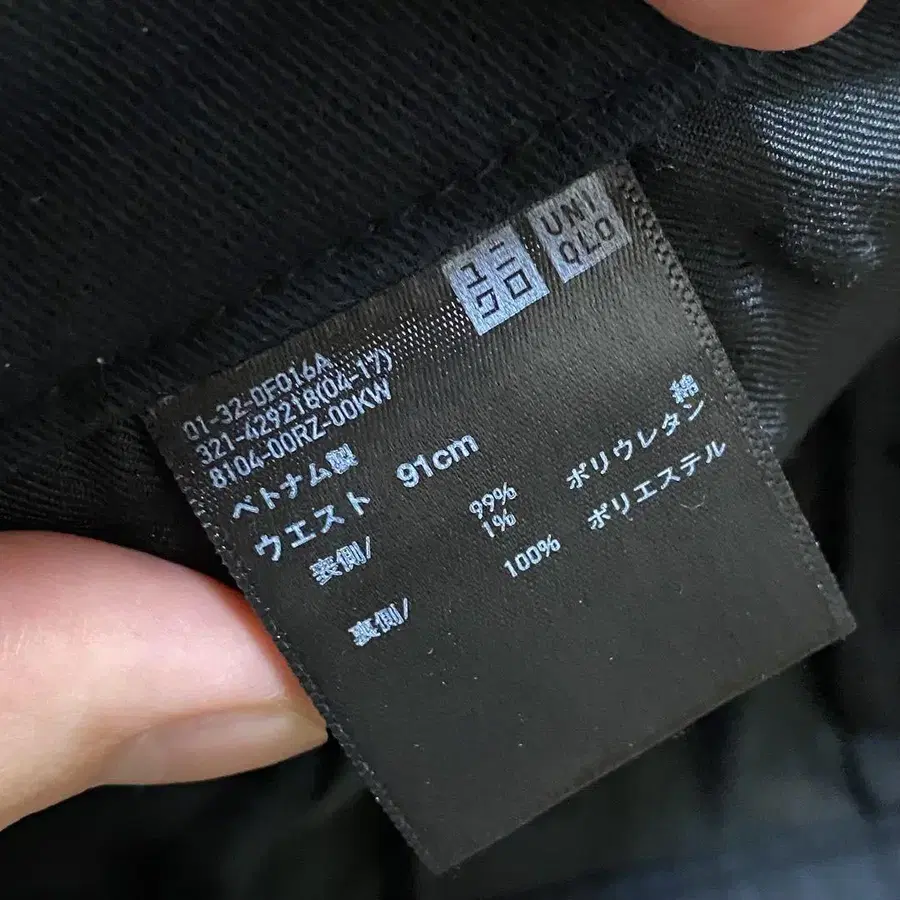 ユニ
クロ
UNI
QLO
01-32-0F016A
321-429218(04-17)
8104-00RZ-00KW
ベトナム製
ウエスト 91cm
表側/ 99% 綿
1% ポリウレタン
裏側/ 100% ポリエステル